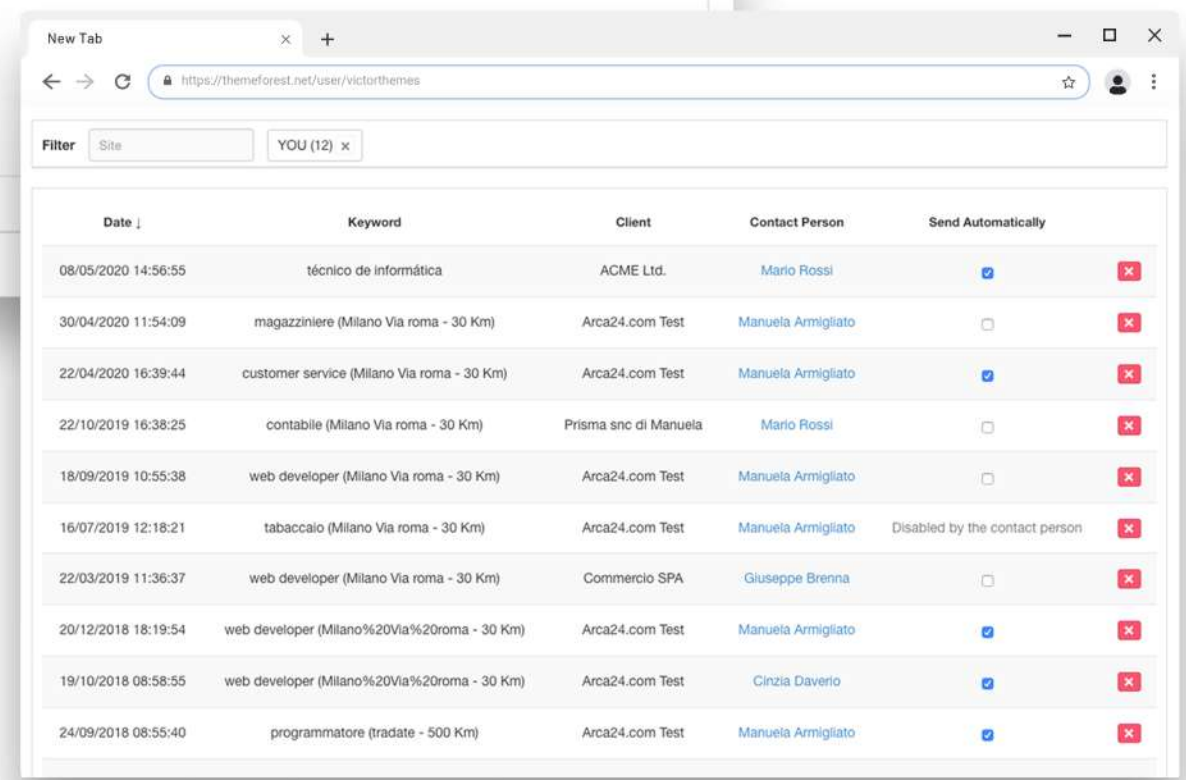 New Tab
https://themeforest.net/user/victorthemes
Filter Site YOU (12) ×
Date ↓ Keyword Client Contact Person Send Automatically
08/05/2020 14:56:55 técnico de informática ACME Ltd. Mario Rossi
30/04/2020 11:54:09 magazziniere (Milano Via roma - 30 Km) Arca24.com Test Manuela Armigliato
22/04/2020 16:39:44 customer service (Milano Via roma - 30 Km) Arca24.com Test Manuela Armigliato
22/10/2019 16:38:25 contabile (Milano Via roma - 30 Km) Prisma snc di Manuela Mario Rossi
18/09/2019 10:55:38 web developer (Milano Via roma - 30 Km) Arca24.com Test Manuela Armigliato
16/07/2019 12:18:21 tabaccaio (Milano Via roma - 30 Km) Arca24.com Test Manuela Armigliato Disabled by the contact person
22/03/2019 11:36:37 web developer (Milano Via roma - 30 Km) Commercio SPA Giuseppe Brenna
20/12/2018 18:19:54 web developer (Milano%20Via%20roma - 30 Km) Arca24.com Test Manuela Armigliato
19/10/2018 08:58:55 web developer (Milano%20Via%20roma - 30 Km) Arca24.com Test Cinzia Daverio
24/09/2018 08:55:40 programmatore (tradate - 500 Km) Arca24.com Test Manuela Armigliato